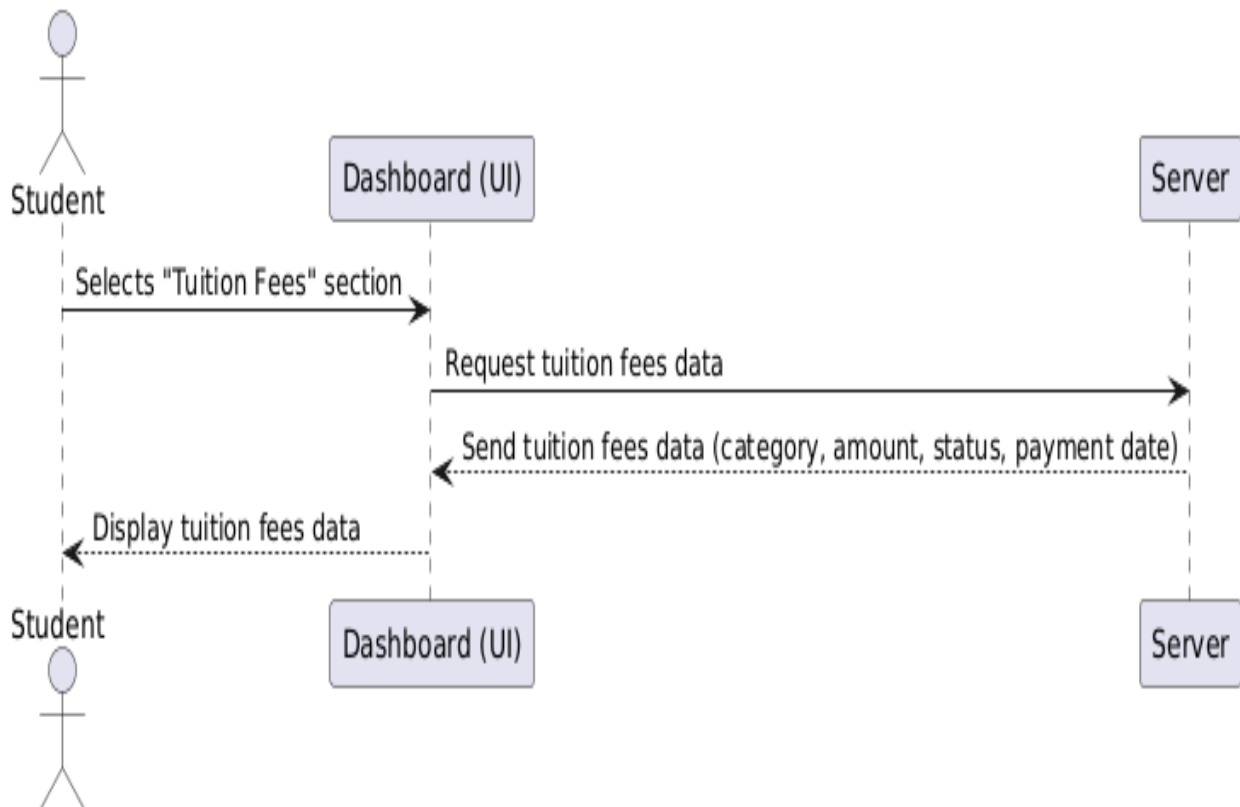 Student
Dashboard (UI)
Server
Selects "Tuition Fees" section
Request tuition fees data
Send tuition fees data (category, amount, status, payment date)
Display tuition fees data
Student
Dashboard (UI)
Server